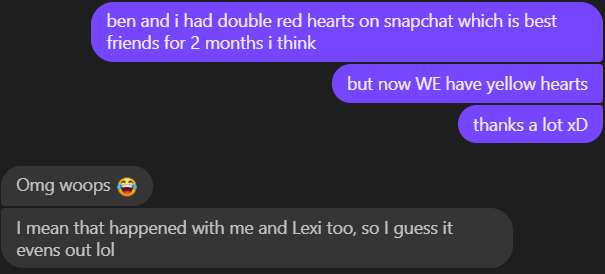 ben and i had double red hearts on snapchat which is best
friends for 2 months i think
but now WE have yellow hearts
thanks a lot xD
Omg woops 😂
I mean that happened with me and Lexi too, so I guess it
evens out lol